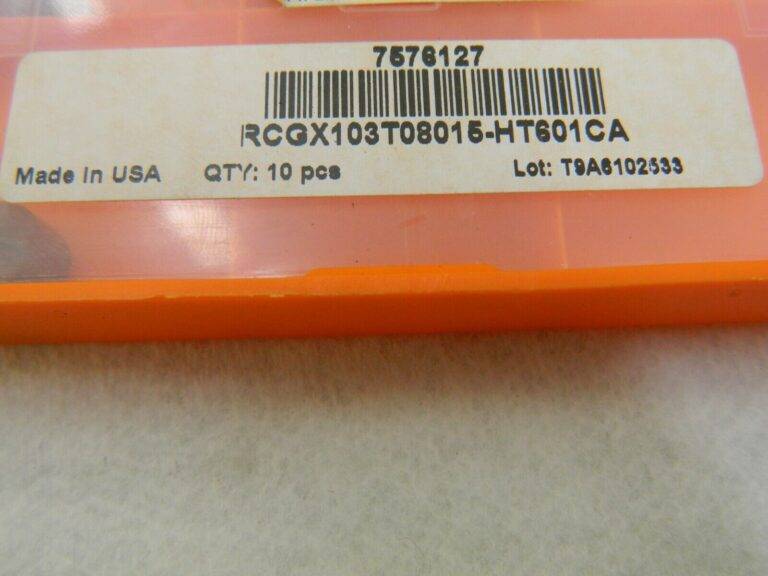 7576127
RCGX103T08015-HT601CA
Made In USA QTY: 10 pcs Lot: T9A6102533